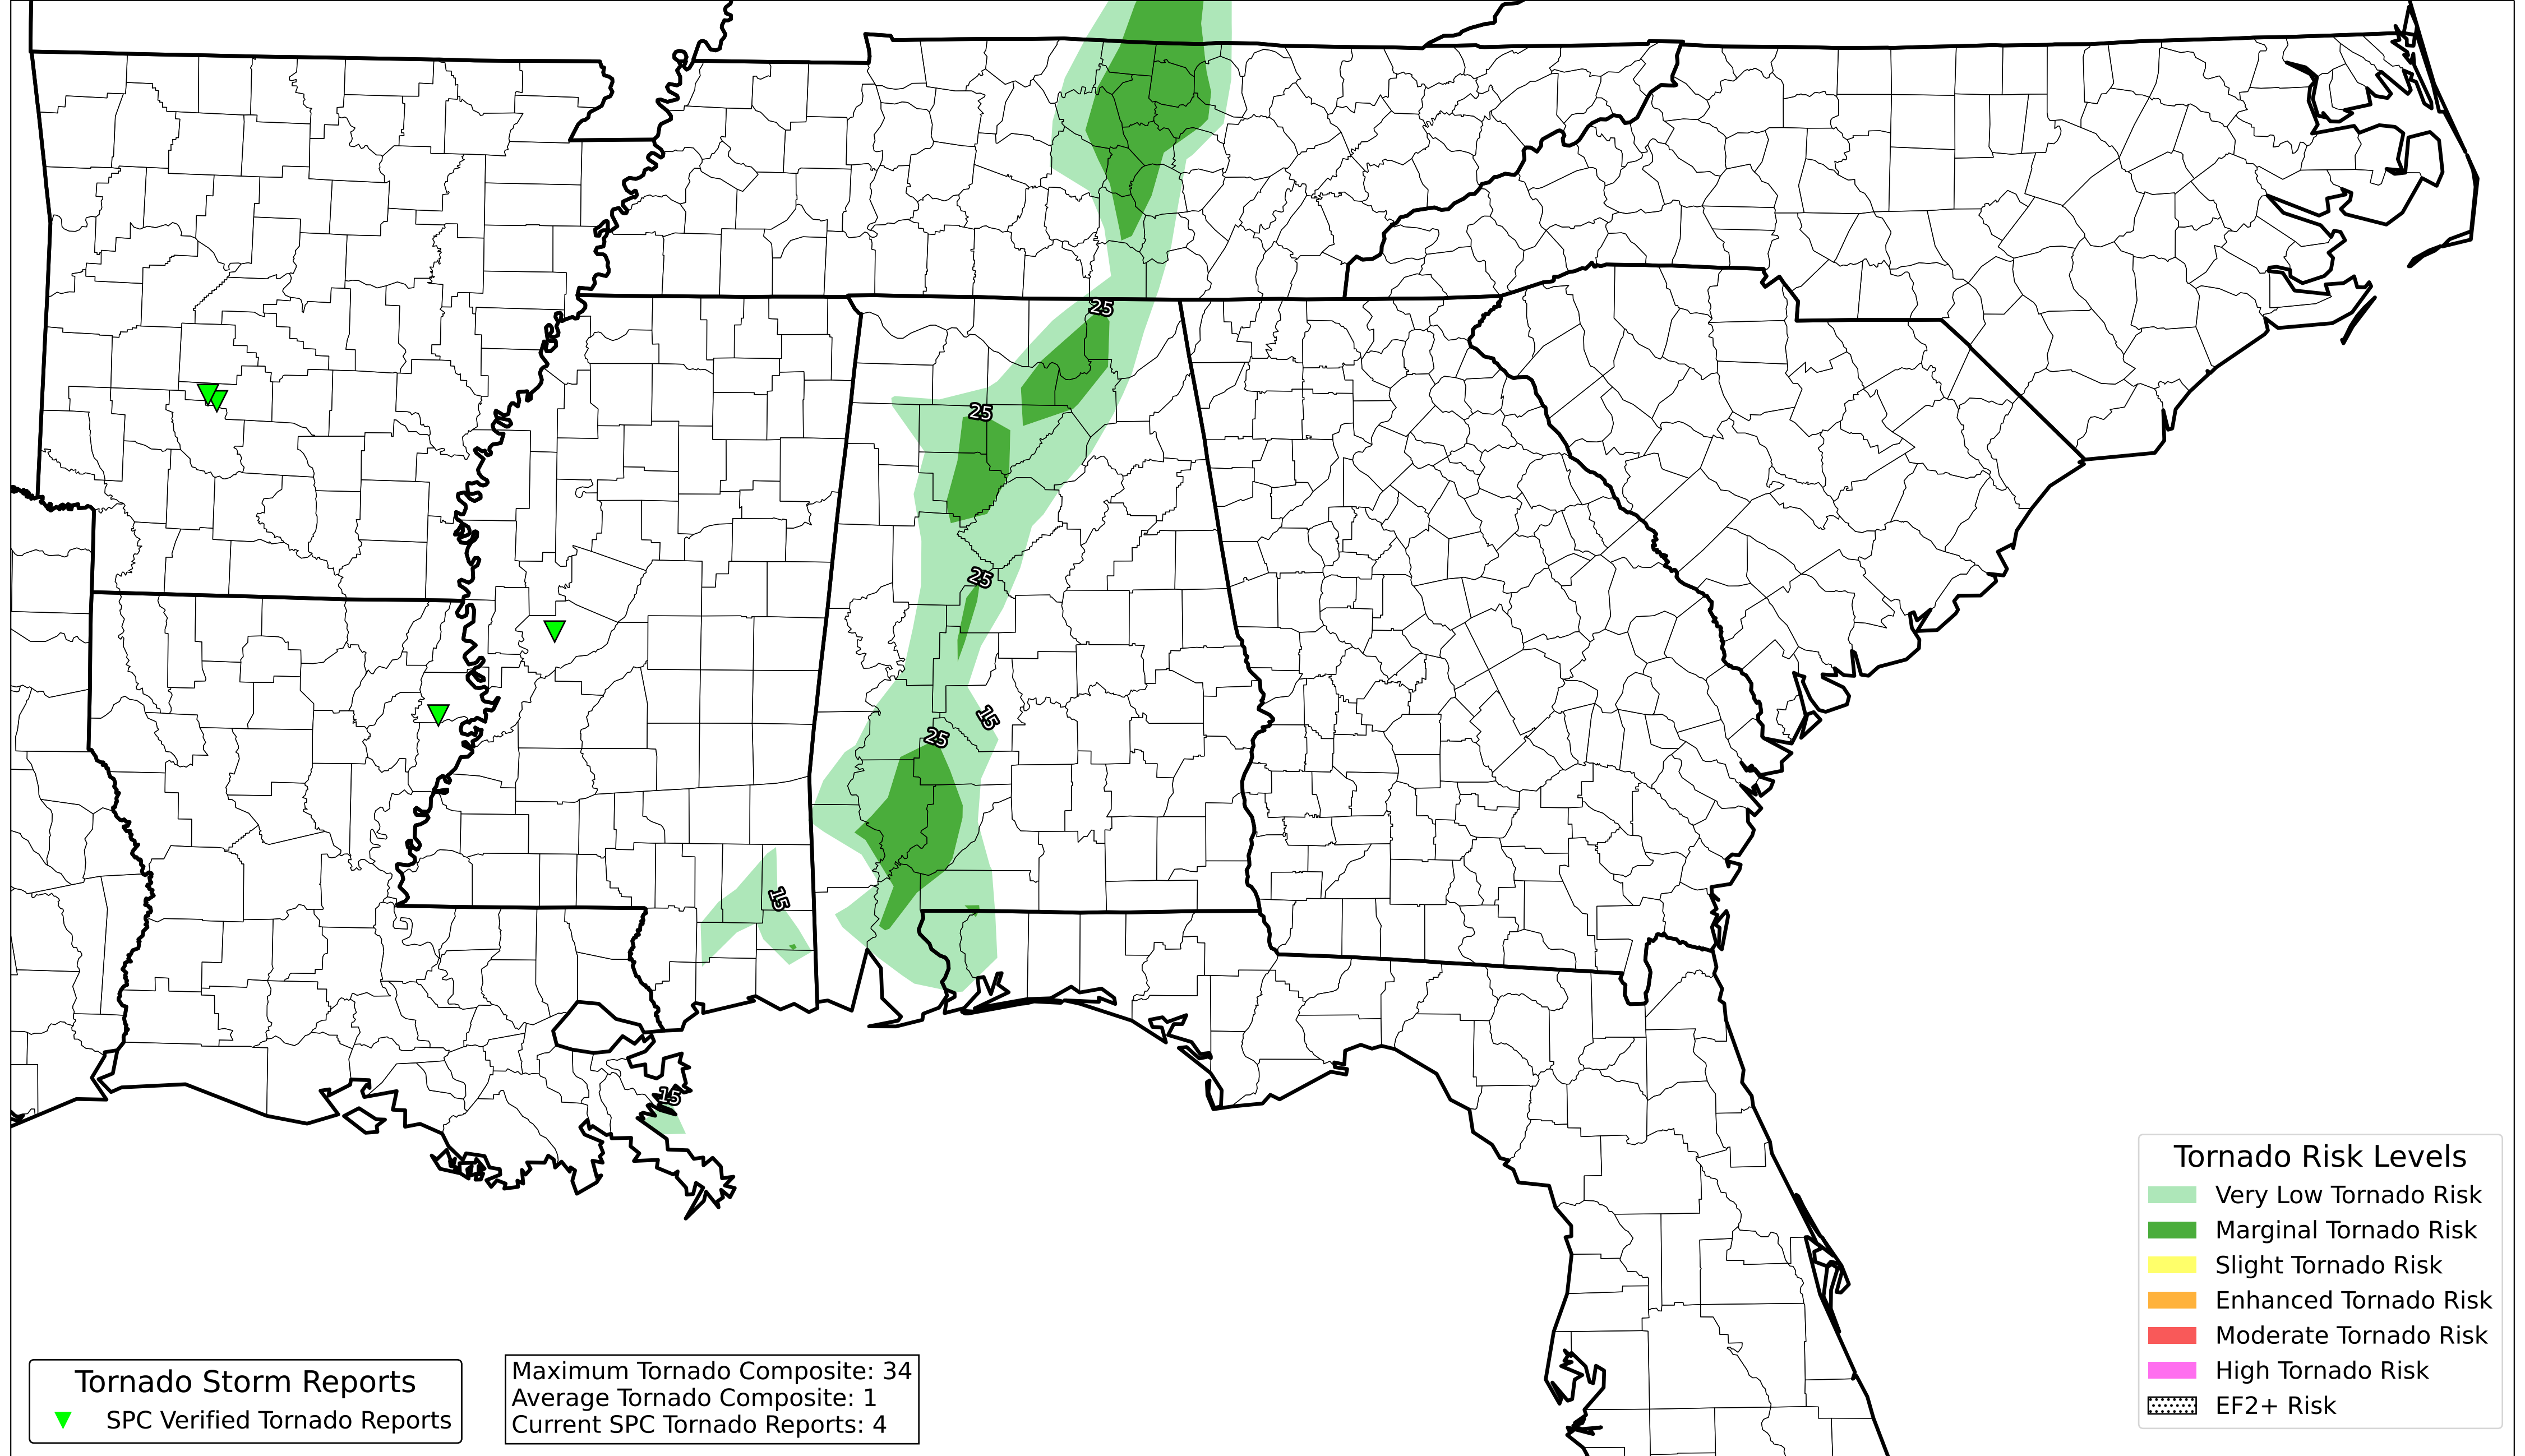 25
25
25
15
25
15
15
Tornado Risk Levels
Very Low Tornado Risk
Marginal Tornado Risk
Slight Tornado Risk
Enhanced Tornado Risk
Moderate Tornado Risk
High Tornado Risk
EF2+ Risk
Tornado Storm Reports
SPC Verified Tornado Reports
Maximum Tornado Composite: 34
Average Tornado Composite: 1
Current SPC Tornado Reports: 4